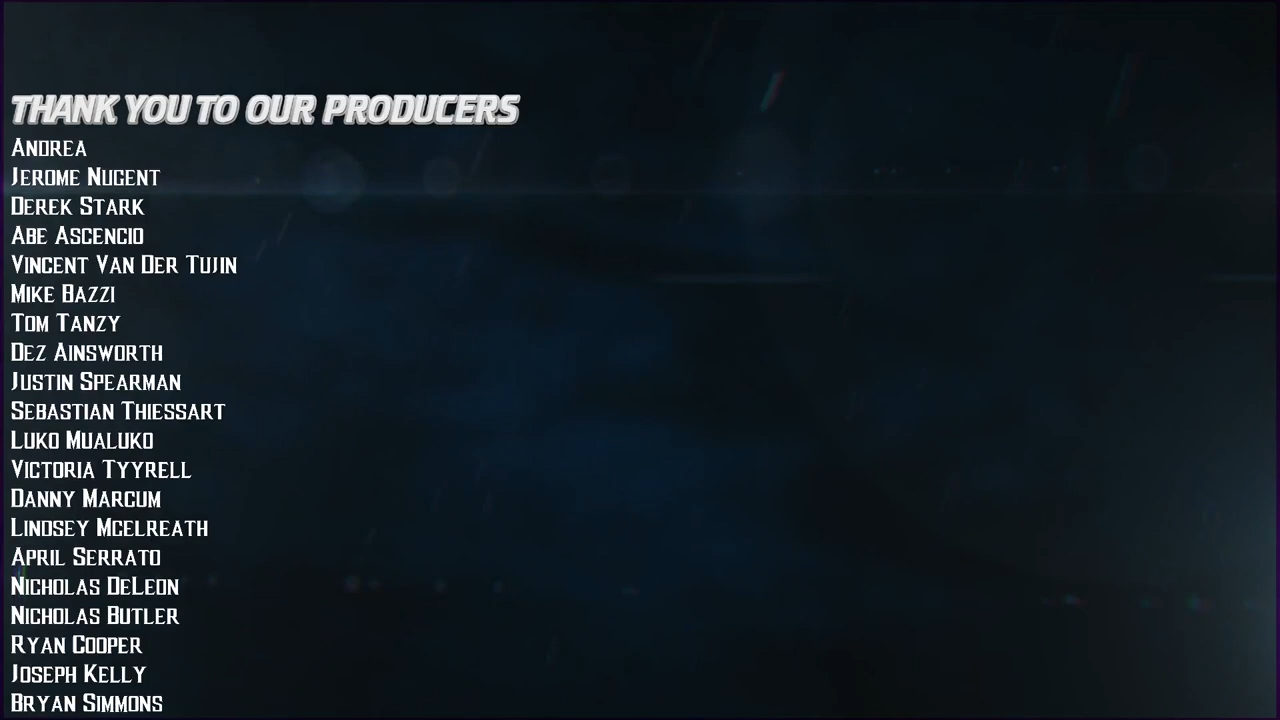 THANK YOU TO OUR PRODUCERS
ANDREA
JEROME NUGENT
DEREK STARK
ABE ASCENCIO
VINCENT VAN DER TUJIN
MIKE BAZZI
TOM TANZY
DEZ AINSWORTH
JUSTIN SPEARMAN
SEBASTIAN THIESSART
LUKO MUALUKO
VICTORIA TYYRELL
DANNY MARCUM
LINDSEY MCELREATH
APRIL SERRATO
NICHOLAS DELEON
NICHOLAS BUTLER
RYAN COOPER
JOSEPH KELLY
BRYAN SIMMONS